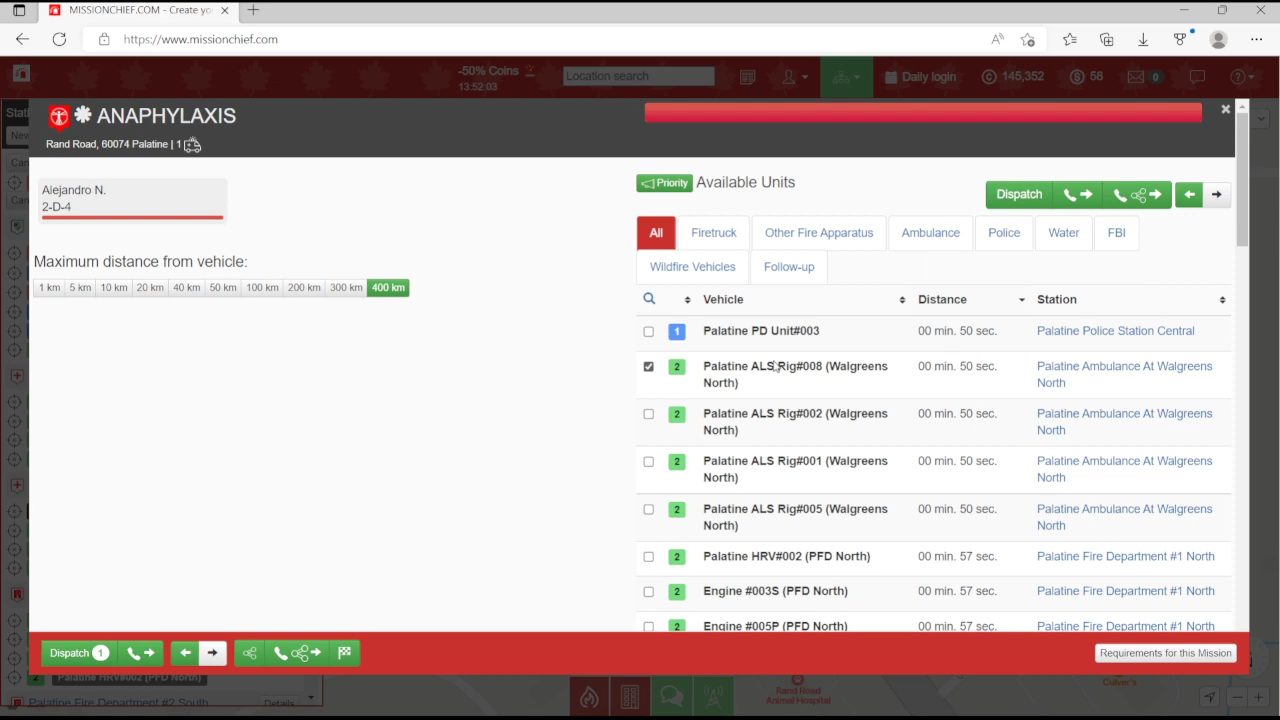 MISSIONCHIEF.COM - Create yo
https://www.missionchief.com
-50% Coins
13:52:03
Location search
Daily login
145,352
58
0
Stati
ANAPHYLAXIS
Rand Road, 60074 Palatine | 1
New
Alejandro N.
2-D-4
Maximum distance from vehicle:
1 km 5 km 10 km 20 km 40 km 50 km 100 km 200 km 300 km 400 km
Priority Available Units
Dispatch
All Firetruck Other Fire Apparatus Ambulance Police Water FBI
Wildfire Vehicles Follow-up
Vehicle Distance Station
1 Palatine PD Unit#003 00 min. 50 sec. Palatine Police Station Central
2 Palatine ALS Rig#008 (Walgreens North) 00 min. 50 sec. Palatine Ambulance At Walgreens North
2 Palatine ALS Rig#002 (Walgreens North) 00 min. 50 sec. Palatine Ambulance At Walgreens North
2 Palatine ALS Rig#001 (Walgreens North) 00 min. 50 sec. Palatine Ambulance At Walgreens North
2 Palatine ALS Rig#005 (Walgreens North) 00 min. 50 sec. Palatine Ambulance At Walgreens North
2 Palatine HRV#002 (PFD North) 00 min. 57 sec. Palatine Fire Department #1 North
2 Engine #003S (PFD North) 00 min. 57 sec. Palatine Fire Department #1 North
2 Engine #005P (PFD North) 00 min. 57 sec. Palatine Fire Department #1 North
Dispatch 1
Requirements for this Mission
2 Palatine HRV#002 (PFD North)
Palatine Fire Department #2 South Details
Rand Road
Animal Hospital
Culver's